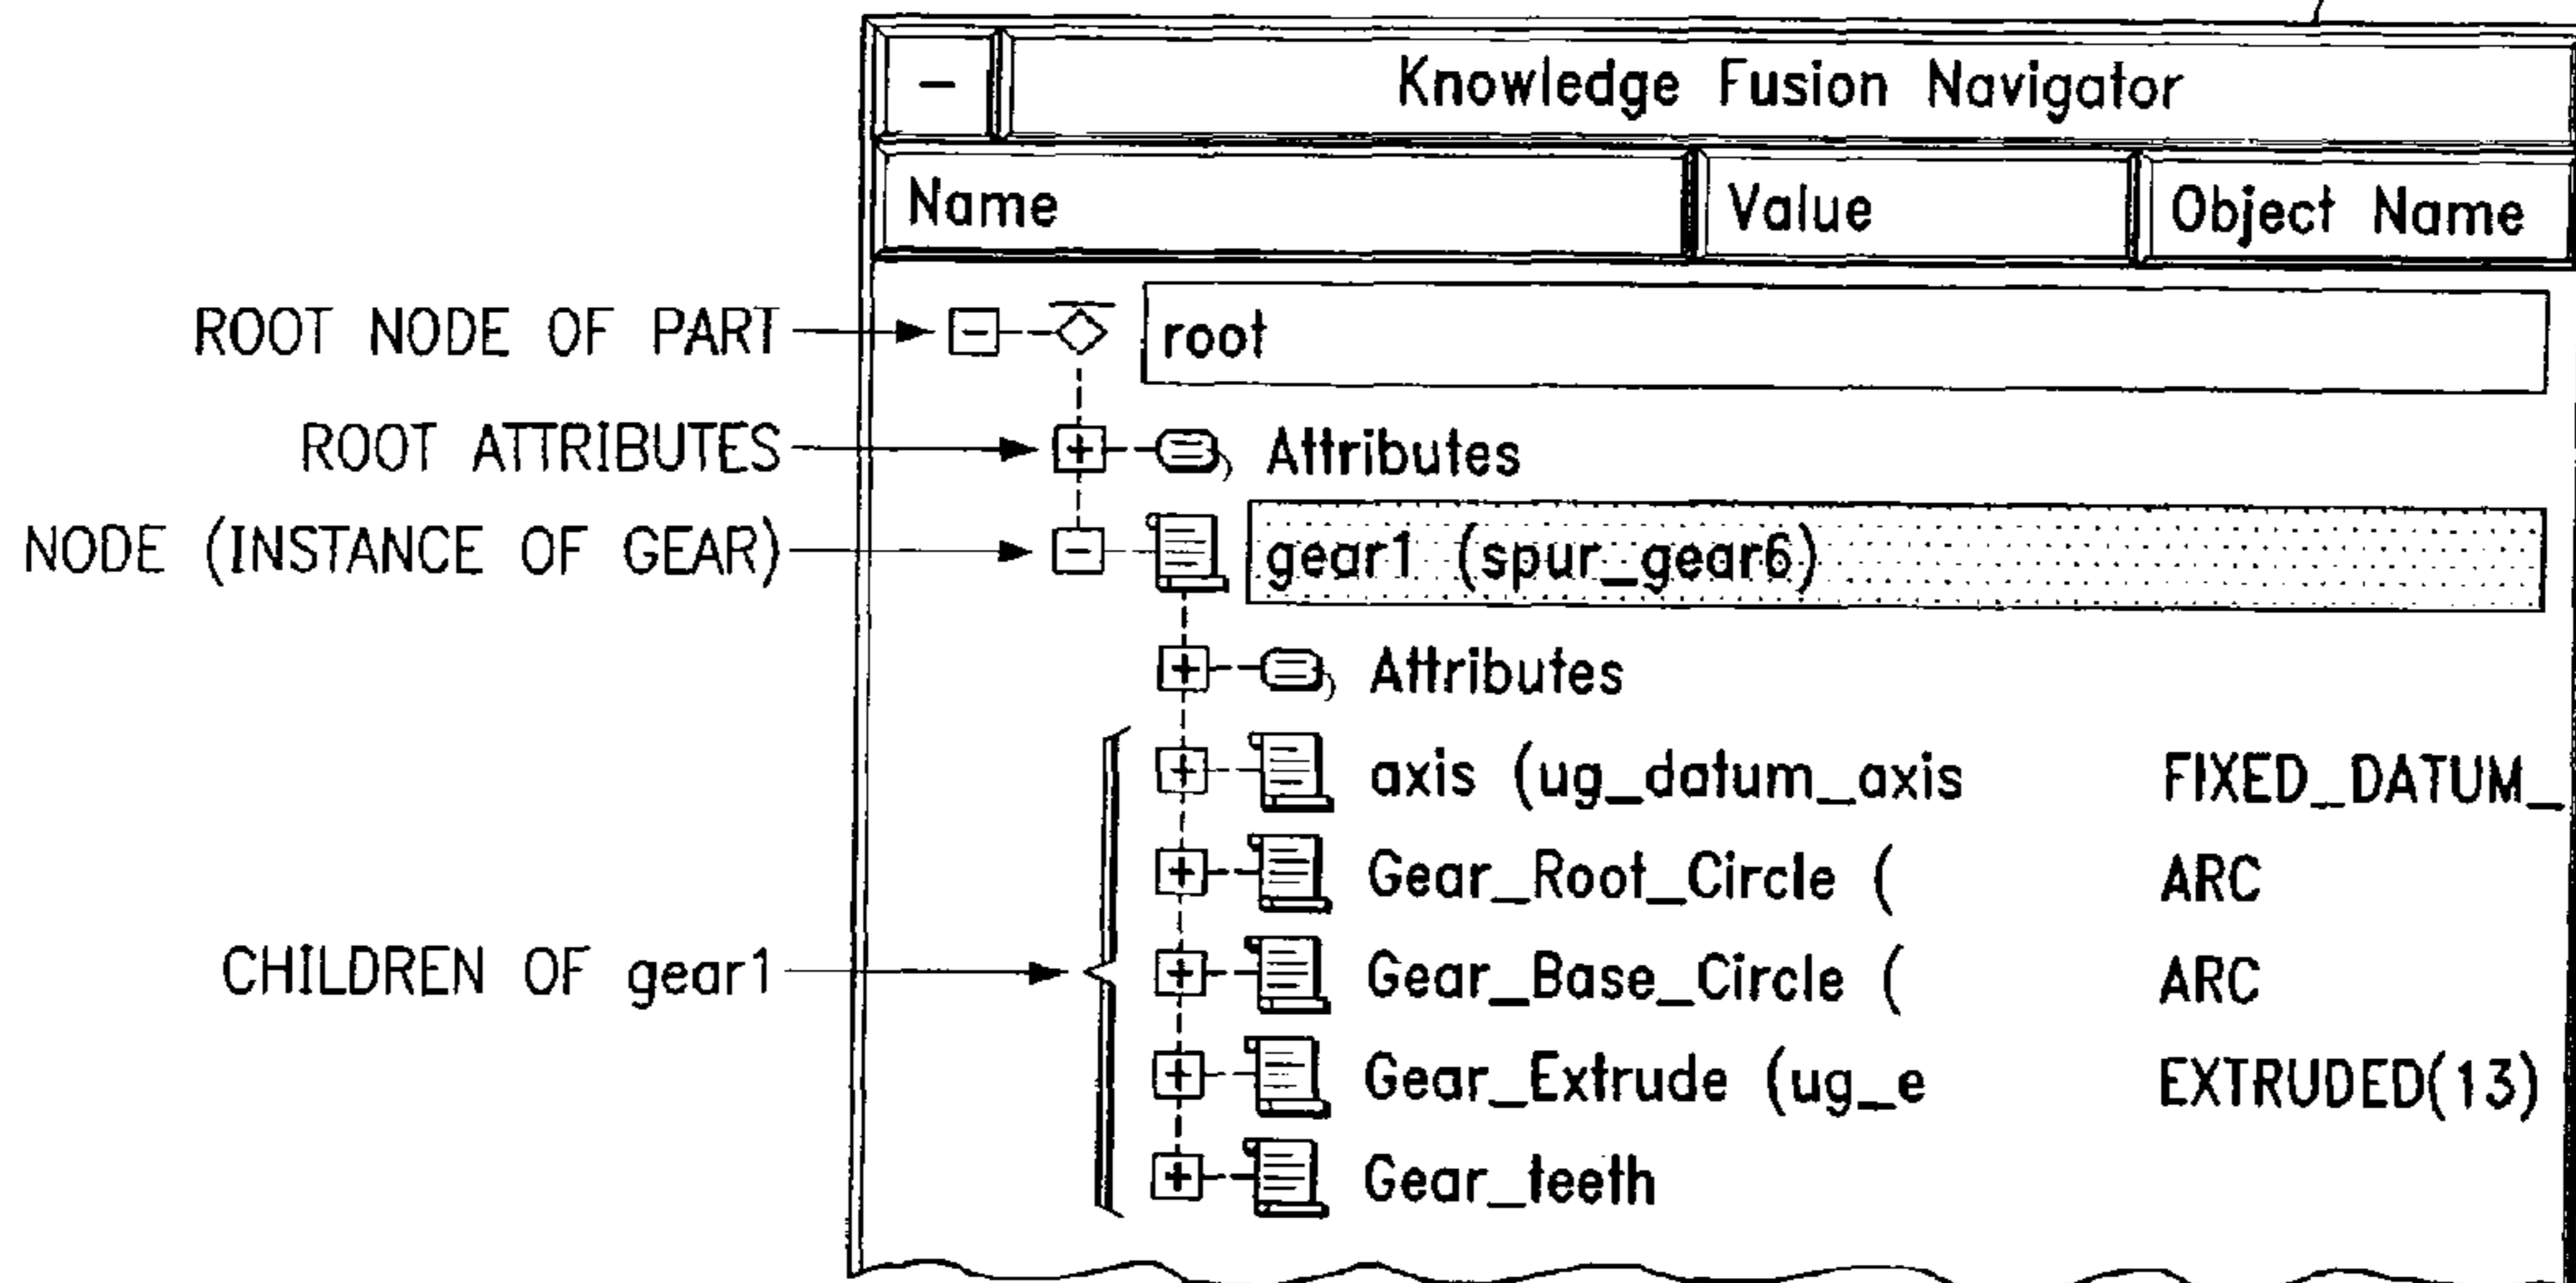 Knowledge Fusion Navigator
Name Value Object Name
ROOT NODE OF PART root
ROOT ATTRIBUTES Attributes
NODE (INSTANCE OF GEAR) gear1 (spur_gear6)
Attributes
axis (ug_datum_axis FIXED_DATUM_
Gear_Root_Circle ( ARC
CHILDREN OF gear1 Gear_Base_Circle ( ARC
Gear_Extrude (ug_e EXTRUDED(13)
Gear_teeth